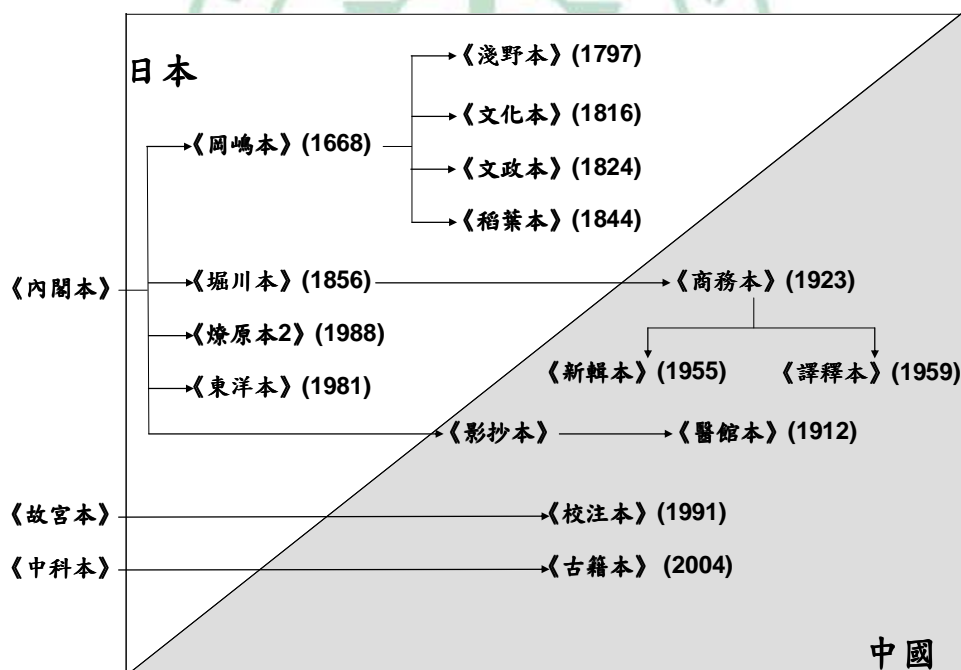 日本
《淺野本》(1797)
《文化本》(1816)
《岡嶋本》(1668)
《文政本》(1824)
《稻葉本》(1844)
《內閣本》
《堀川本》(1856)
《商務本》(1923)
《燎原本2》(1988)
《新輯本》(1955)
《譯釋本》(1959)
《東洋本》(1981)
《影抄本》
《醫館本》(1912)
《故宮本》
《校注本》(1991)
《中科本》
《古籍本》(2004)
中國